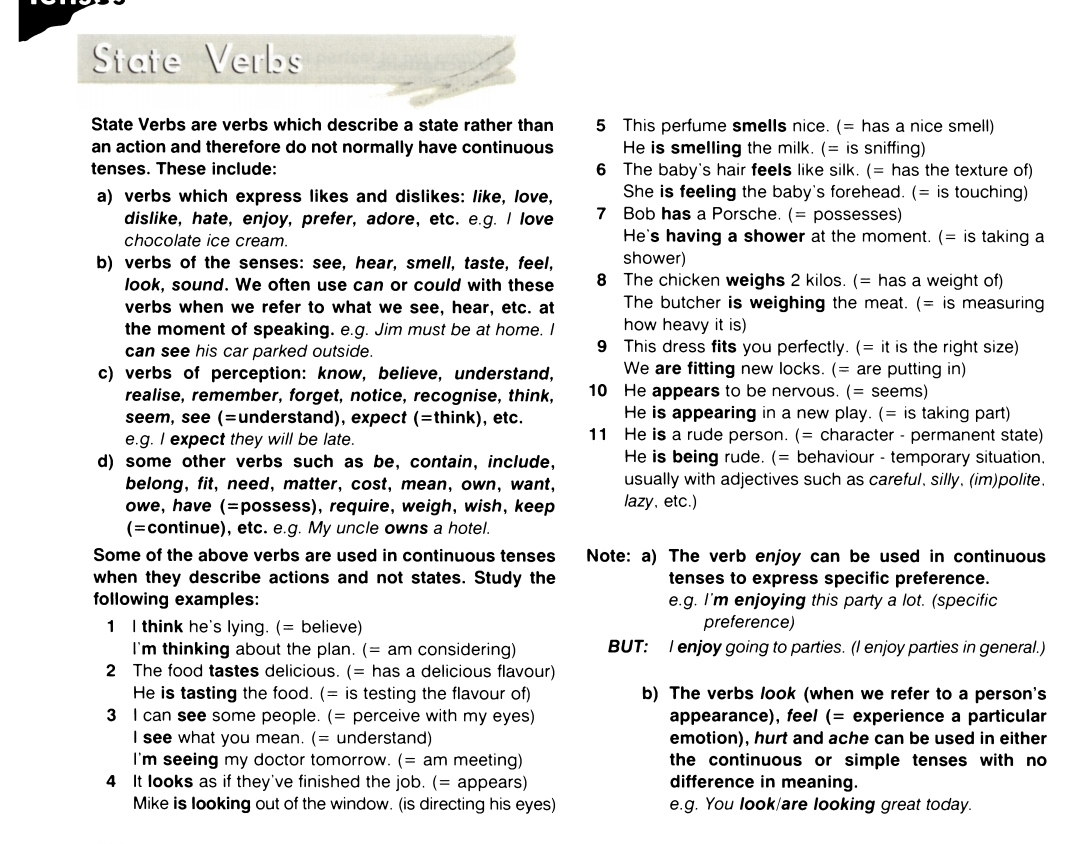 State Verbs
State Verbs are verbs which describe a state rather than
an action and therefore do not normally have continuous
tenses. These include:
a) verbs which express likes and dislikes: like, love,
dislike, hate, enjoy, prefer, adore, etc. e.g. I love
chocolate ice cream.
b) verbs of the senses: see, hear, smell, taste, feel,
look, sound. We often use can or could with these
verbs when we refer to what we see, hear, etc. at
the moment of speaking. e.g. Jim must be at home. I
can see his car parked outside.
c) verbs of perception: know, believe, understand,
realise, remember, forget, notice, recognise, think,
seem, see (=understand), expect (=think), etc.
e.g. I expect they will be late.
d) some other verbs such as be, contain, include,
belong, fit, need, matter, cost, mean, own, want,
owe, have (=possess), require, weigh, wish, keep
(=continue), etc. e.g. My uncle owns a hotel.
Some of the above verbs are used in continuous tenses
when they describe actions and not states. Study the
following examples:
1 I think he's lying. (= believe)
I'm thinking about the plan. (= am considering)
2 The food tastes delicious. (= has a delicious flavour)
He is tasting the food. (= is testing the flavour of)
3 I can see some people. (= perceive with my eyes)
I see what you mean. (= understand)
I'm seeing my doctor tomorrow. (= am meeting)
4 It looks as if they've finished the job. (= appears)
Mike is looking out of the window. (is directing his eyes)
5 This perfume smells nice. (= has a nice smell)
He is smelling the milk. (= is sniffing)
6 The baby's hair feels like silk. (= has the texture of)
She is feeling the baby's forehead. (= is touching)
7 Bob has a Porsche. (= possesses)
He's having a shower at the moment. (= is taking a
shower)
8 The chicken weighs 2 kilos. (= has a weight of)
The butcher is weighing the meat. (= is measuring
how heavy it is)
9 This dress fits you perfectly. (= it is the right size)
We are fitting new locks. (= are putting in)
10 He appears to be nervous. (= seems)
He is appearing in a new play. (= is taking part)
11 He is a rude person. (= character - permanent state)
He is being rude. (= behaviour - temporary situation,
usually with adjectives such as careful, silly, (im)polite,
lazy, etc.)
Note: a) The verb enjoy can be used in continuous
tenses to express specific preference.
e.g. I'm enjoying this party a lot. (specific
preference)
BUT: I enjoy going to parties. (I enjoy parties in general.)
b) The verbs look (when we refer to a person's
appearance), feel (= experience a particular
emotion), hurt and ache can be used in either
the continuous or simple tenses with no
difference in meaning.
e.g. You look/are looking great today.